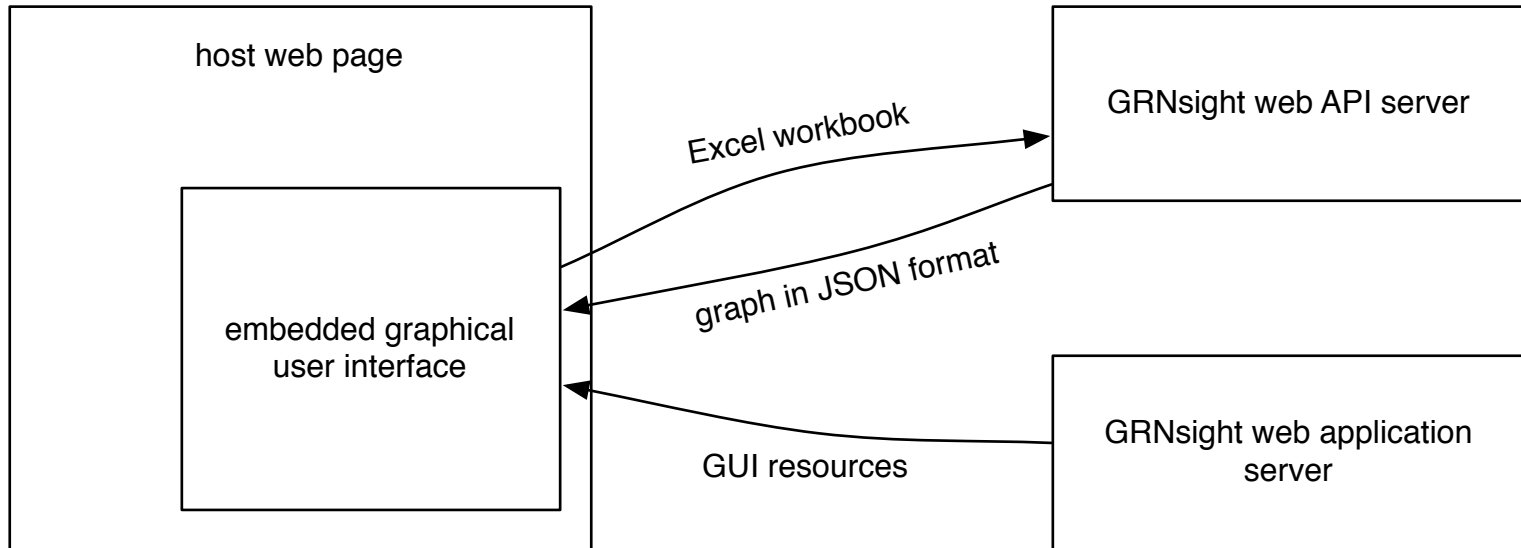 host web page
GRNsight web API server
Excel workbook
graph in JSON format
embedded graphical
user interface
GUI resources
GRNsight web application
server